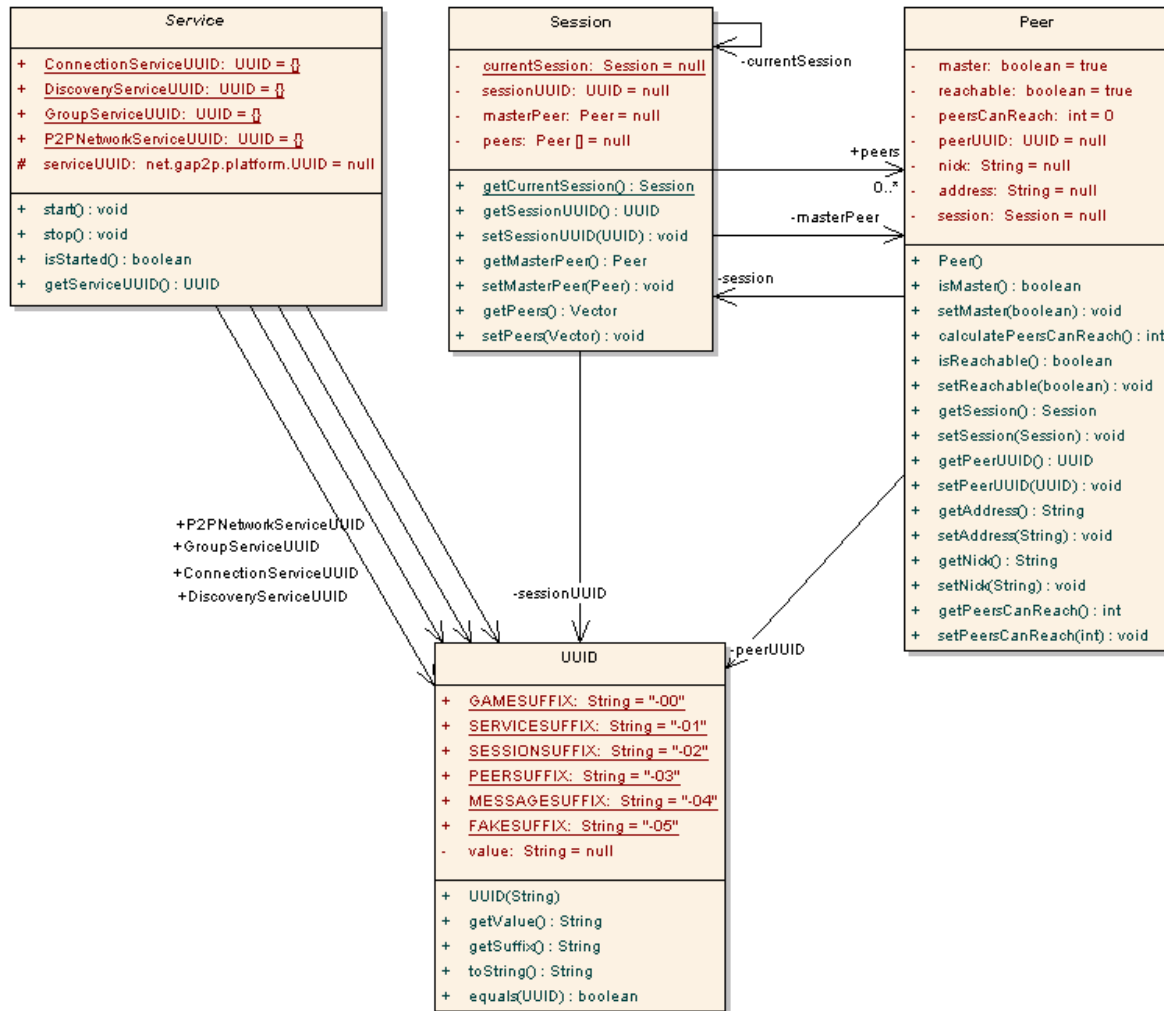 Service
+ ConnectionServiceUUID: UUID = {}
+ DiscoveryServiceUUID: UUID = {}
+ GroupServiceUUID: UUID = {}
+ P2PNetworkServiceUUID: UUID = {}
# serviceUUID: net.gap2p.platform.UUID = null
+ start() : void
+ stop() : void
+ isStarted() : boolean
+ getServiceUUID() : UUID
Session
- currentSession: Session = null
- sessionUUID: UUID = null
- masterPeer: Peer = null
- peers: Peer [] = null
+ getCurrentSession() : Session
+ getSessionUUID() : UUID
+ setSessionUUID(UUID) : void
+ getMasterPeer() : Peer
+ setMasterPeer(Peer) : void
+ getPeers() : Vector
+ setPeers(Vector) : void
-currentSession
+peers
0..*
-masterPeer
-session
Peer
- master: boolean = true
- reachable: boolean = true
- peersCanReach: int = 0
- peerUUID: UUID = null
- nick: String = null
- address: String = null
- session: Session = null
+ Peer()
+ isMaster() : boolean
+ setMaster(boolean) : void
+ calculatePeersCanReach() : int
+ isReachable() : boolean
+ setReachable(boolean) : void
+ getSession() : Session
+ setSession(Session) : void
+ getPeerUUID() : UUID
+ setPeerUUID(UUID) : void
+ getAddress() : String
+ setAddress(String) : void
+ getNick() : String
+ setNick(String) : void
+ getPeersCanReach() : int
+ setPeersCanReach(int) : void
+P2PNetworkServiceUUID
+GroupServiceUUID
+ConnectionServiceUUID
+DiscoveryServiceUUID
-sessionUUID
-peerUUID
UUID
+ GAMESUFFIX: String = "-00"
+ SERVICESUFFIX: String = "-01"
+ SESSIONSUFFIX: String = "-02"
+ PEERSUFFIX: String = "-03"
+ MESSAGESUFFIX: String = "-04"
+ FAKESUFFIX: String = "-05"
- value: String = null
+ UUID(String)
+ getValue() : String
+ getSuffix() : String
+ toString() : String
+ equals(UUID) : boolean